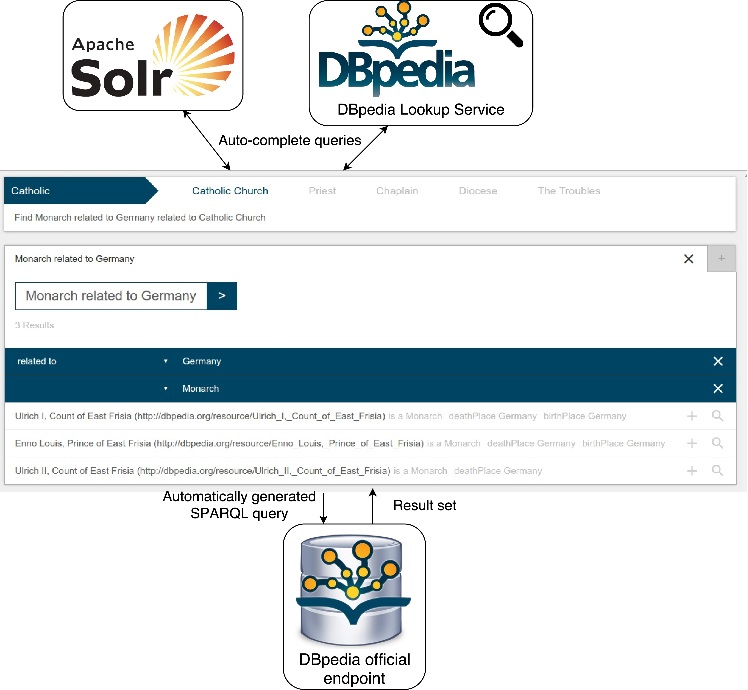 Apache
Solr
DBpedia
DBpedia Lookup Service
Auto-complete queries
Catholic
Catholic Church
Priest
Chaplain
Diocese
The Troubles
Find Monarch related to Germany related to Catholic Church
Monarch related to Germany
Monarch related to Germany >
3 Results
related to Germany
Monarch
Ulrich I, Count of East Frisia (http://dbpedia.org/resource/Ulrich_I,_Count_of_East_Frisia) is a Monarch deathPlace Germany birthPlace Germany
Enno Louis, Prince of East Frisia (http://dbpedia.org/resource/Enno_Louis,_Prince_of_East_Frisia) is a Monarch deathPlace Germany birthPlace Germany
Ulrich II, Count of East Frisia (http://dbpedia.org/resource/Ulrich_II,_Count_of_East_Frisia) is a Monarch deathPlace Germany
Automatically generated
SPARQL query
Result set
DBpedia official
endpoint